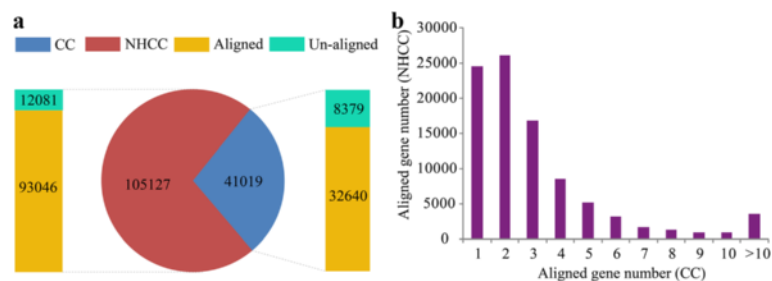 a
CC
NHCC
Aligned
Un-aligned
12081
93046
105127
41019
8379
32640
b
Aligned gene number (NHCC)
30000
25000
20000
15000
10000
5000
0
1 2 3 4 5 6 7 8 9 10 >10
Aligned gene number (CC)